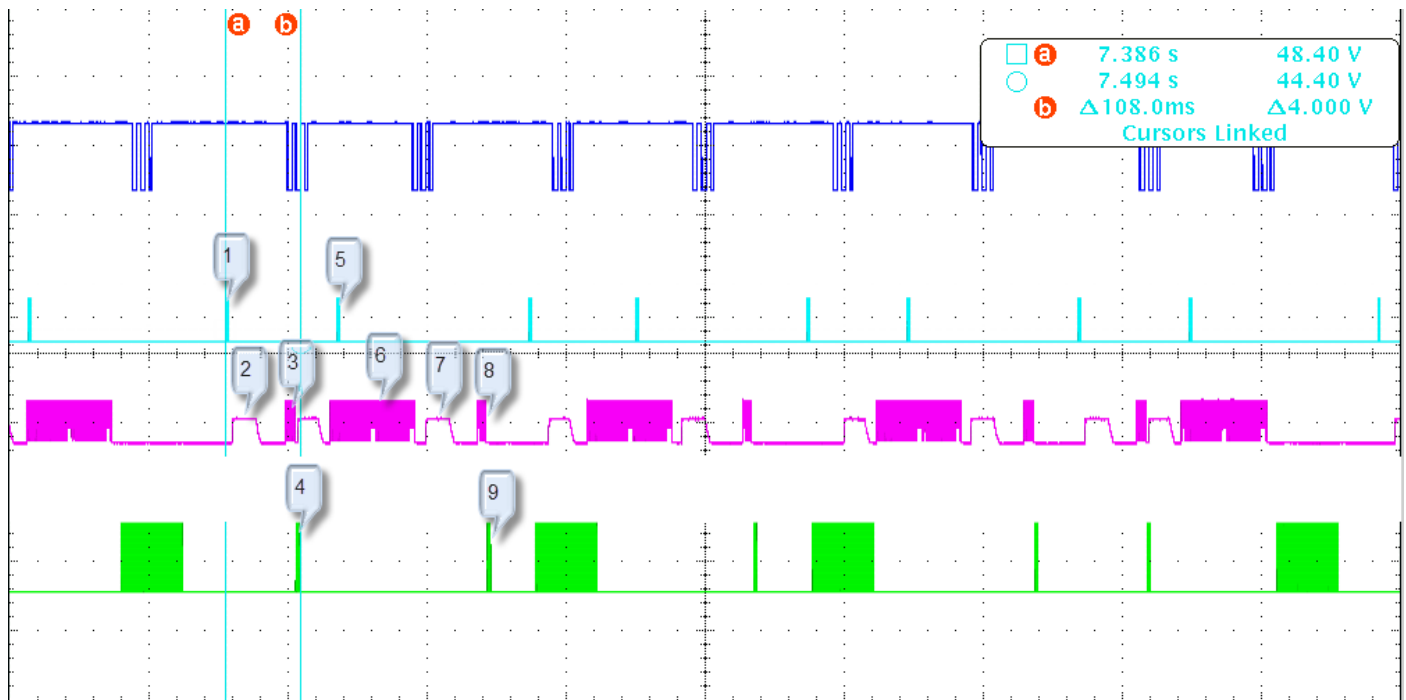 a b
a 7.386 s 48.40 V
7.494 s 44.40 V
b Δ108.0ms Δ4.000 V
Cursors Linked
1 5
2 3 6 7 8
4 9